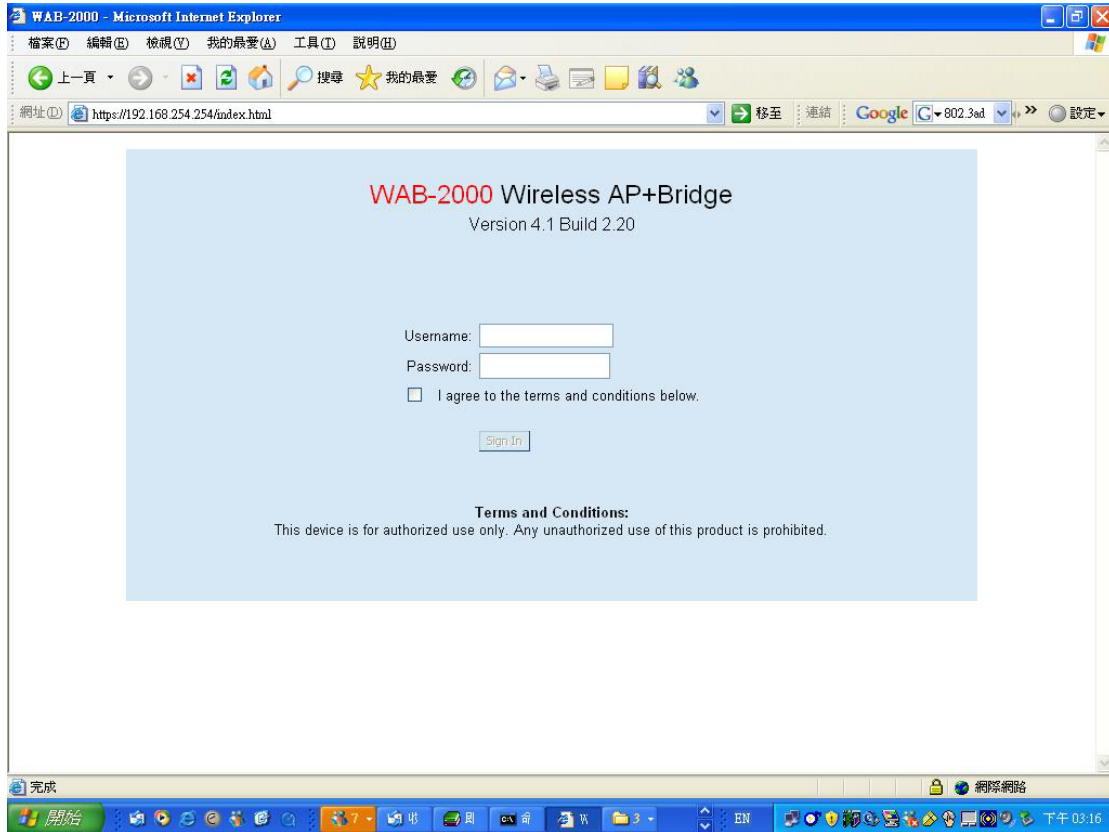 WAB-2000 - Microsoft Internet Explorer
檔案(F) 編輯(E) 檢視(V) 我的最愛(A) 工具(T) 說明(H)
上一頁 搜尋 我的最愛
網址(D) https://192.168.254.254/index.html 移至 連結 Google G 802.3ad 設定
WAB-2000 Wireless AP+Bridge
Version 4.1 Build 2.20
Username:
Password:
I agree to the terms and conditions below.
Sign In
Terms and Conditions:
This device is for authorized use only. Any unauthorized use of this product is prohibited.
完成 網際網路
開始 7 3 EN 下午 03:16